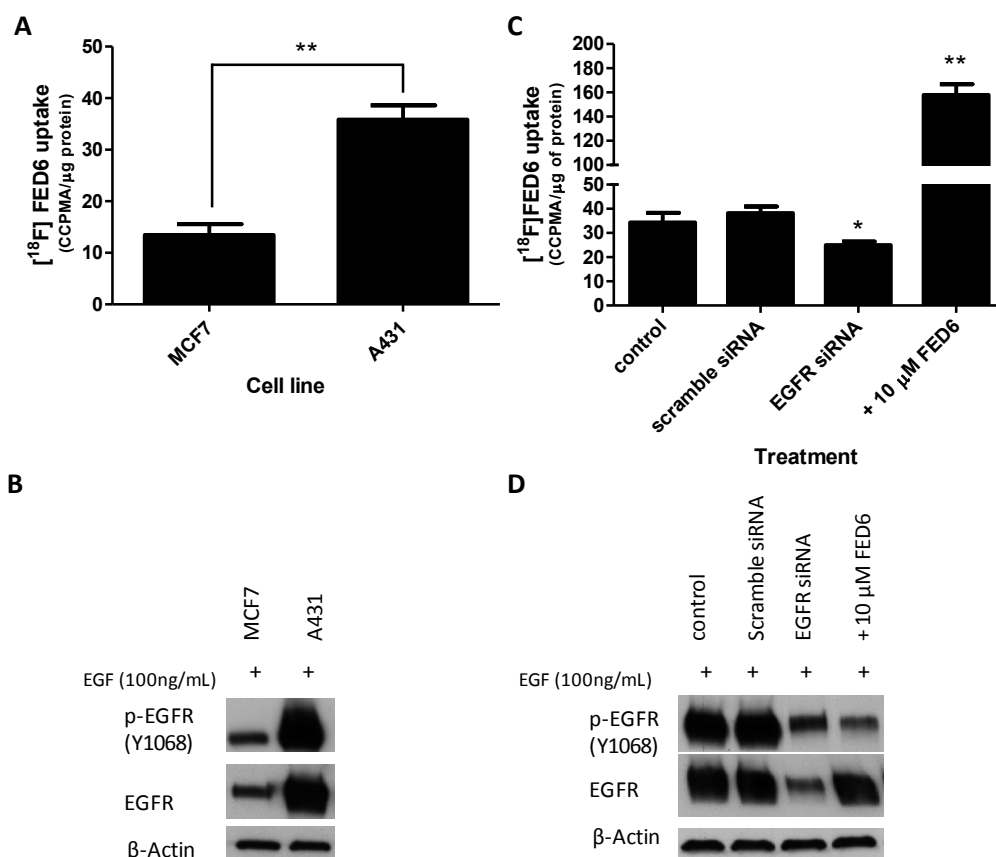 A
[18F] FED6 uptake
(CCPMA/µg protein)
50
40
30
20
10
0
**
MCF7
A431
Cell line
C
[18F]FED6 uptake
(CCPMA/µg of protein)
200
180
160
140
120
100
50
40
30
20
10
0
*
**
control
scramble siRNA
EGFR siRNA
+ 10 µM FED6
Treatment
B
MCF7
A431
EGF (100ng/mL) + +
p-EGFR
(Y1068)
EGFR
β-Actin
D
control
Scramble siRNA
EGFR siRNA
+ 10 µM FED6
EGF (100ng/mL) + + + +
p-EGFR
(Y1068)
EGFR
β-Actin